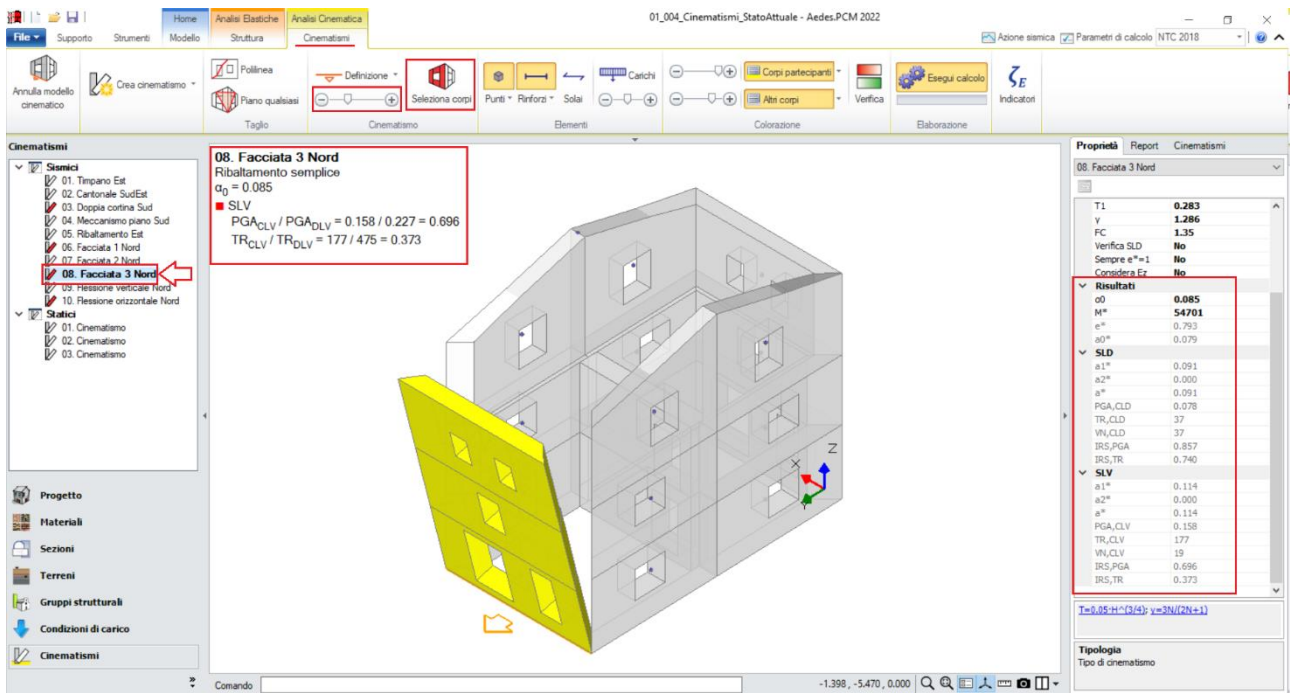 01_004_Cinematismi_StatoAttuale - Aedes.PCM 2022
Home
Analisi Elastiche
Analisi Cinematica
File
Supporto
Strumenti
Modello
Struttura
Cinematismi
Azione sismica
Parametri di calcolo
NTC 2018
Annulla modello
cinematico
Crea cinematismo
Polilinea
Piano qualsiasi
Taglio
Definizione
Seleziona corpi
Cinematismo
Punti
Rinforzi
Solai
Carichi
Elementi
Corpi partecipanti
Altri corpi
Verifica
Colorazione
Esegui calcolo
Elaborazione
ζE
Indicatori
Cinematismi
Sismici
01. Timpano Est
02. Cantonale SudEst
03. Doppia cortina Sud
04. Meccanismo piano Sud
05. Ribaltamento Est
06. Facciata 1 Nord
07. Facciata 2 Nord
08. Facciata 3 Nord
09. Flessione verticale Nord
10. Flessione orizzontale Nord
Statici
01. Cinematismo
02. Cinematismo
03. Cinematismo
Progetto
Materiali
Sezioni
Terreni
Gruppi strutturali
Condizioni di carico
Cinematismi
08. Facciata 3 Nord
Ribaltamento semplice
α0 = 0.085
SLV
PGACLV / PGADLV = 0.158 / 0.227 = 0.696
TRCLV / TRDLV = 177 / 475 = 0.373
Z
X
Y
Comando
-1.398 , -5.470 , 0.000
Proprietà Report Cinematismi
08. Facciata 3 Nord
T1 0.283
γ 1.286
FC 1.35
Verifica SLD No
Sempre e*=1 No
Considera Ez No
Risultati
α0 0.085
M* 54701
e* 0.793
a0* 0.079
SLD
a1* 0.091
a2* 0.000
a* 0.091
PGA,CLD 0.078
TR,CLD 37
VN,CLD 37
IRS,PGA 0.857
IRS,TR 0.740
SLV
a1* 0.114
a2* 0.000
a* 0.114
PGA,CLV 0.158
TR,CLV 177
VN,CLV 19
IRS,PGA 0.696
IRS,TR 0.373
T=0.05·H^(3/4); γ=3N/(2N+1)
Tipologia
Tipo di cinematismo